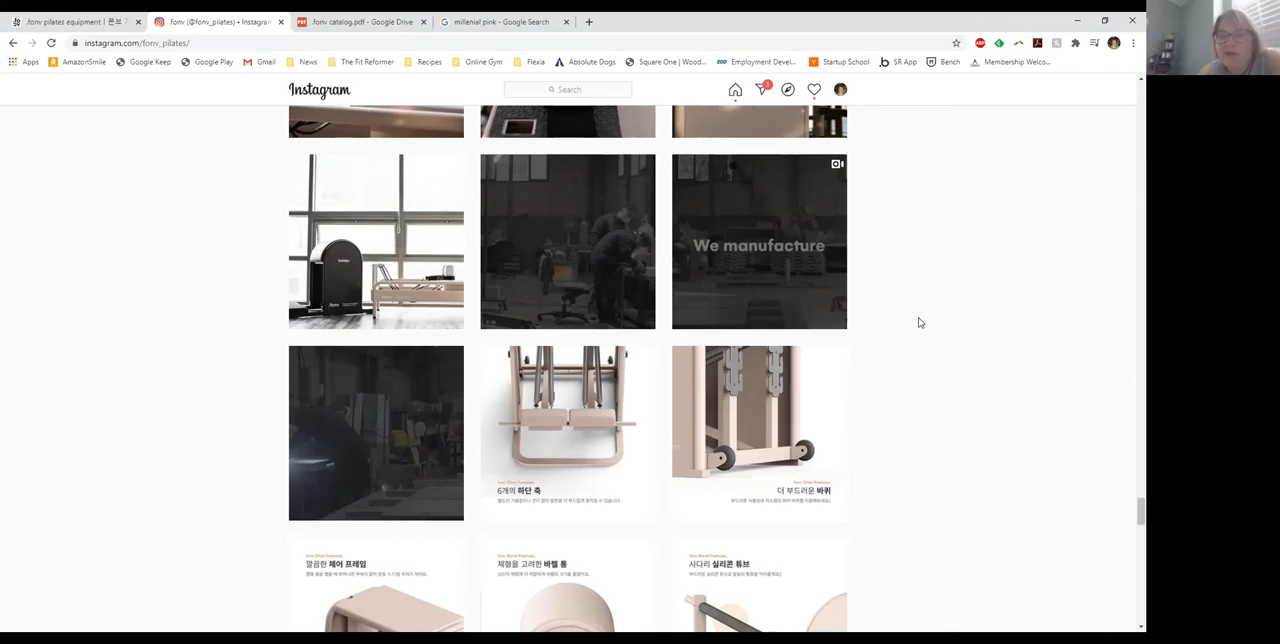 .fonv pilates equipment | 폰브
.fonv (@fonv_pilates) • Instagram
.fonv catalog.pdf - Google Drive
millenial pink - Google Search
instagram.com/fonv_pilates/
Apps AmazonSmile Google Keep Google Play Gmail News The Fit Reformer Recipes Online Gym Flexia Absolute Dogs Square One | Wood... Employment Devel... Startup School SR App Bench Membership Welco...
Instagram
Search
1
We manufacture
6개의 하단 축
더 부드러운 바퀴
깔끔한 체어 프레임
체형을 고려한 바렐 통
사다리 실리콘 튜브